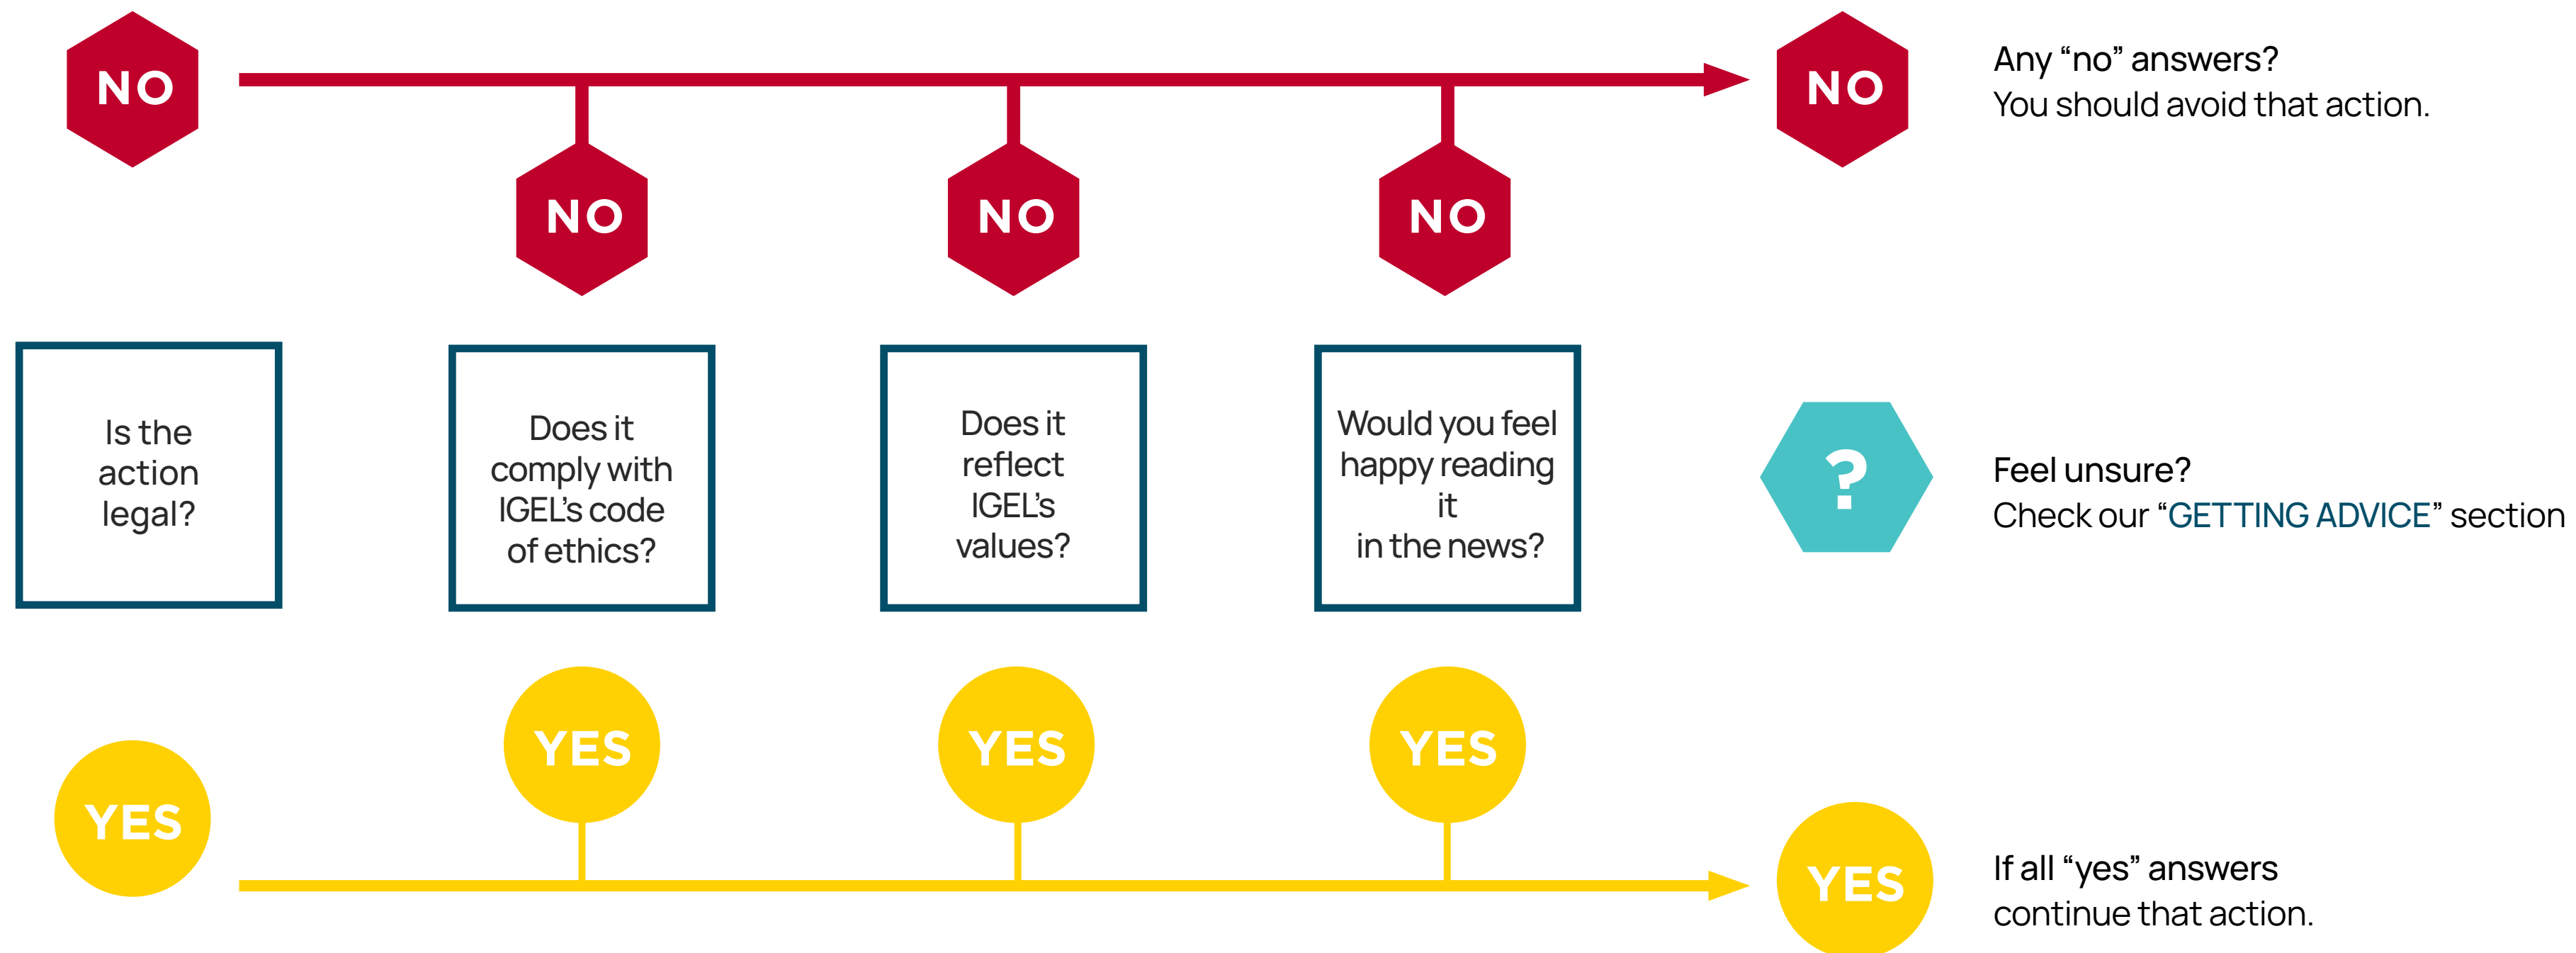 NO
NO
Any “no” answers?
You should avoid that action.
NO
NO
NO
Is the
action
legal?
Does it
comply with
IGEL’s code
of ethics?
Does it
reflect
IGEL’s
values?
Would you feel
happy reading
it
in the news?
?
Feel unsure?
Check our “GETTING ADVICE” section
YES
YES
YES
YES
YES
If all “yes” answers
continue that action.